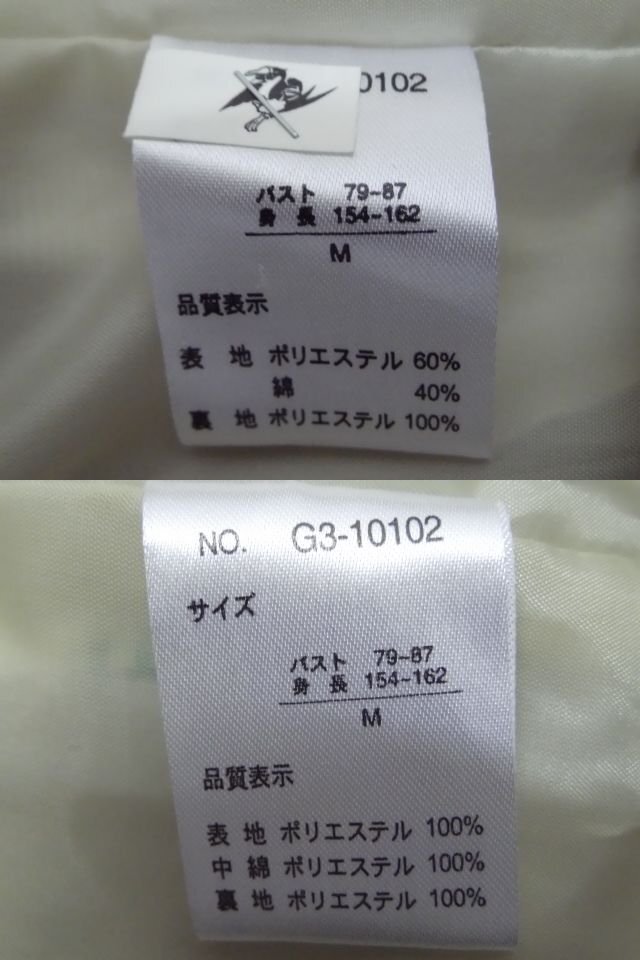 0102
バスト 79-87
身長 154-162
M
品質表示
表地 ポリエステル 60%
綿 40%
裏地 ポリエステル 100%
NO. G3-10102
サイズ
バスト 79-87
身長 154-162
M
品質表示
表地 ポリエステル 100%
中綿 ポリエステル 100%
裏地 ポリエステル 100%